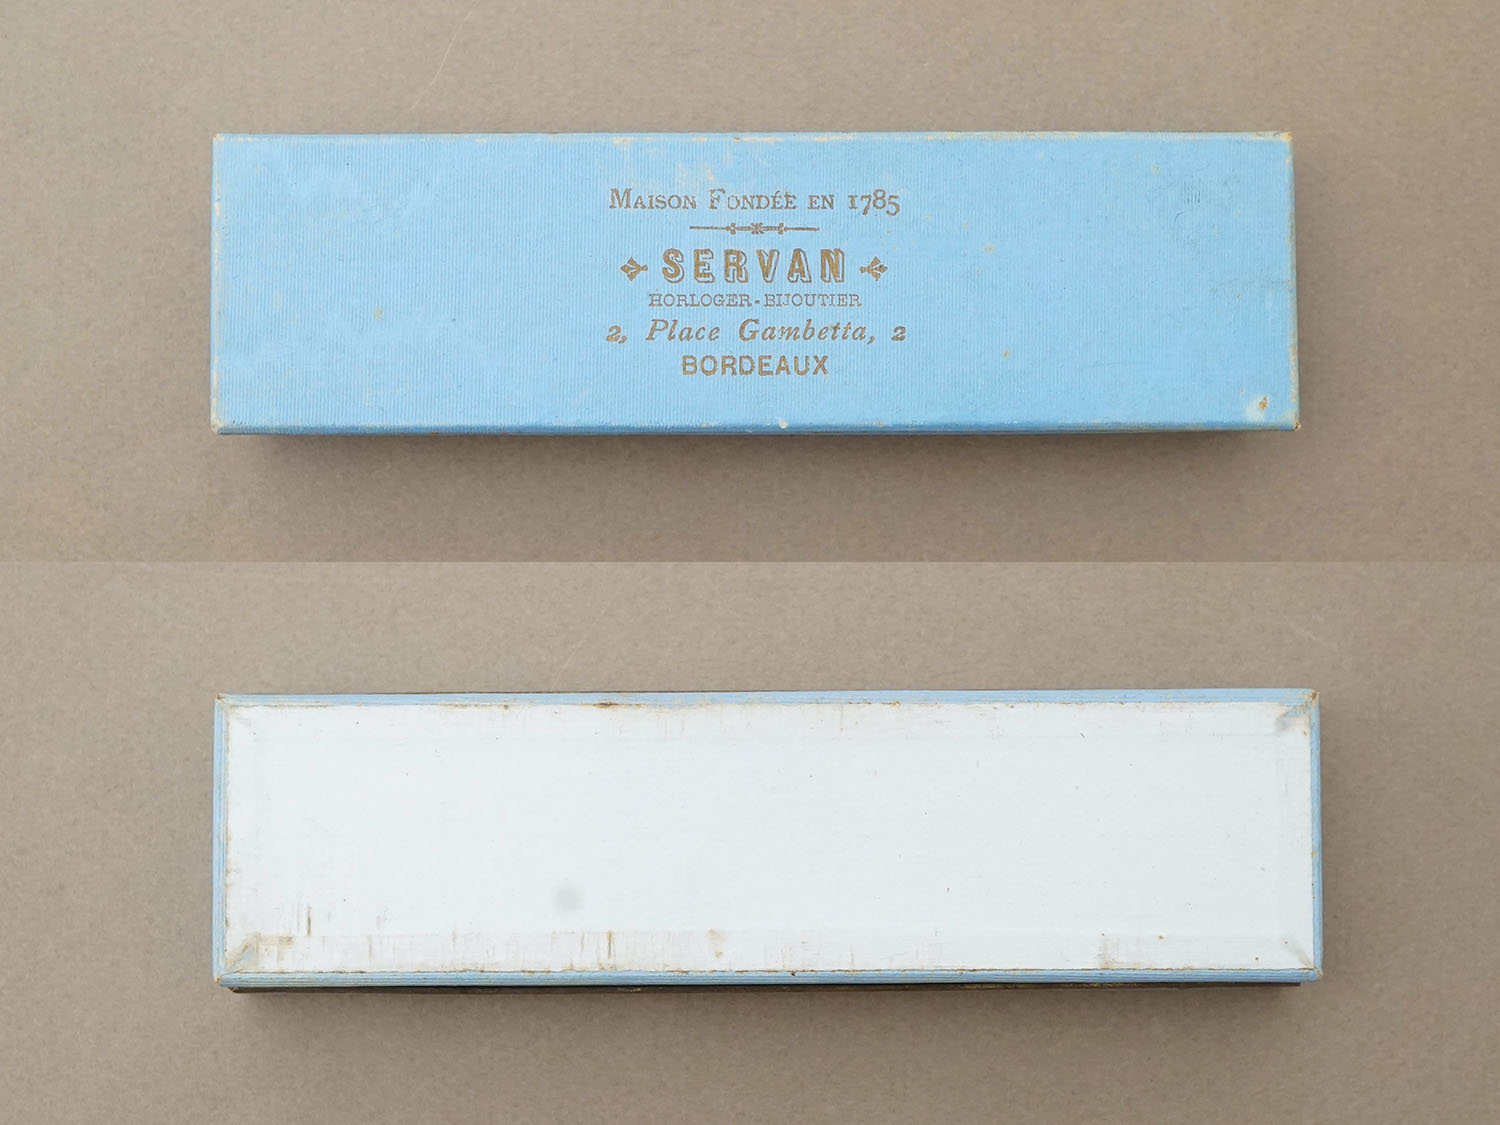 Maison Fondée en 1785
SERVAN
HORLOGER-BIJOUTIER
2, Place Gambetta, 2
BORDEAUX